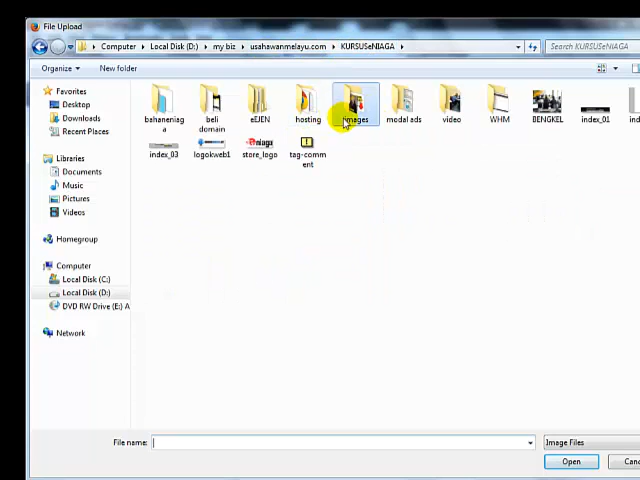 File Upload
Computer ▸ Local Disk (D:) ▸ my biz ▸ usahawanmelayu.com ▸ KURSUSeNIAGA ▸
Search KURSUSeNIAGA
Organize
New folder
Favorites
Desktop
Downloads
Recent Places
Libraries
Documents
Music
Pictures
Videos
Homegroup
Computer
Local Disk (C:)
Local Disk (D:)
DVD RW Drive (E:) A
Network
bahaneniaga
beli domain
eEJEN
hosting
images
modal ads
video
WHM
BENGKEL
index_01
index_03
logokweb1
store_logo
tag-comment
File name:
Image Files
Open
Canc